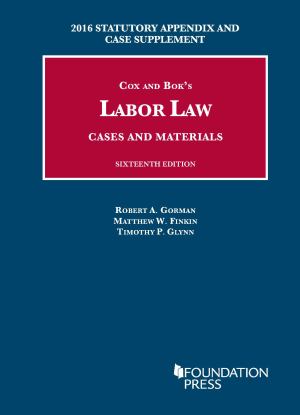 2016 STATUTORY APPENDIX AND
CASE SUPPLEMENT
COX AND BOK'S
LABOR LAW
CASES AND MATERIALS
SIXTEENTH EDITION
ROBERT A. GORMAN
MATTHEW W. FINKIN
TIMOTHY P. GLYNN
FOUNDATION
PRESS